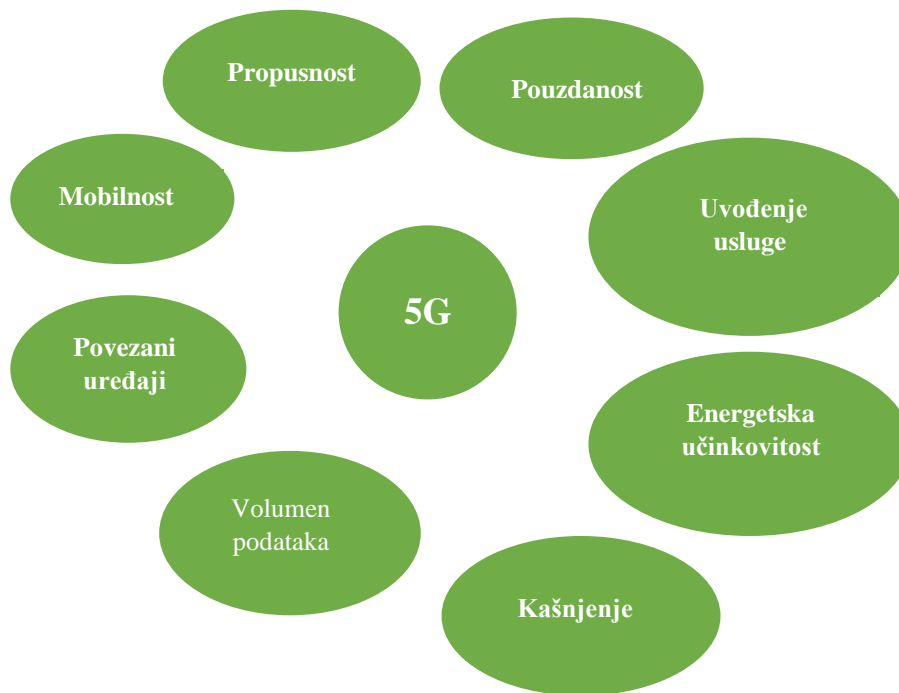 Propusnost
Pouzdanost
Mobilnost
Uvođenje
usluge
5G
Povezani
uređaji
Energetska
učinkovitost
Volumen
podataka
Kašnjenje